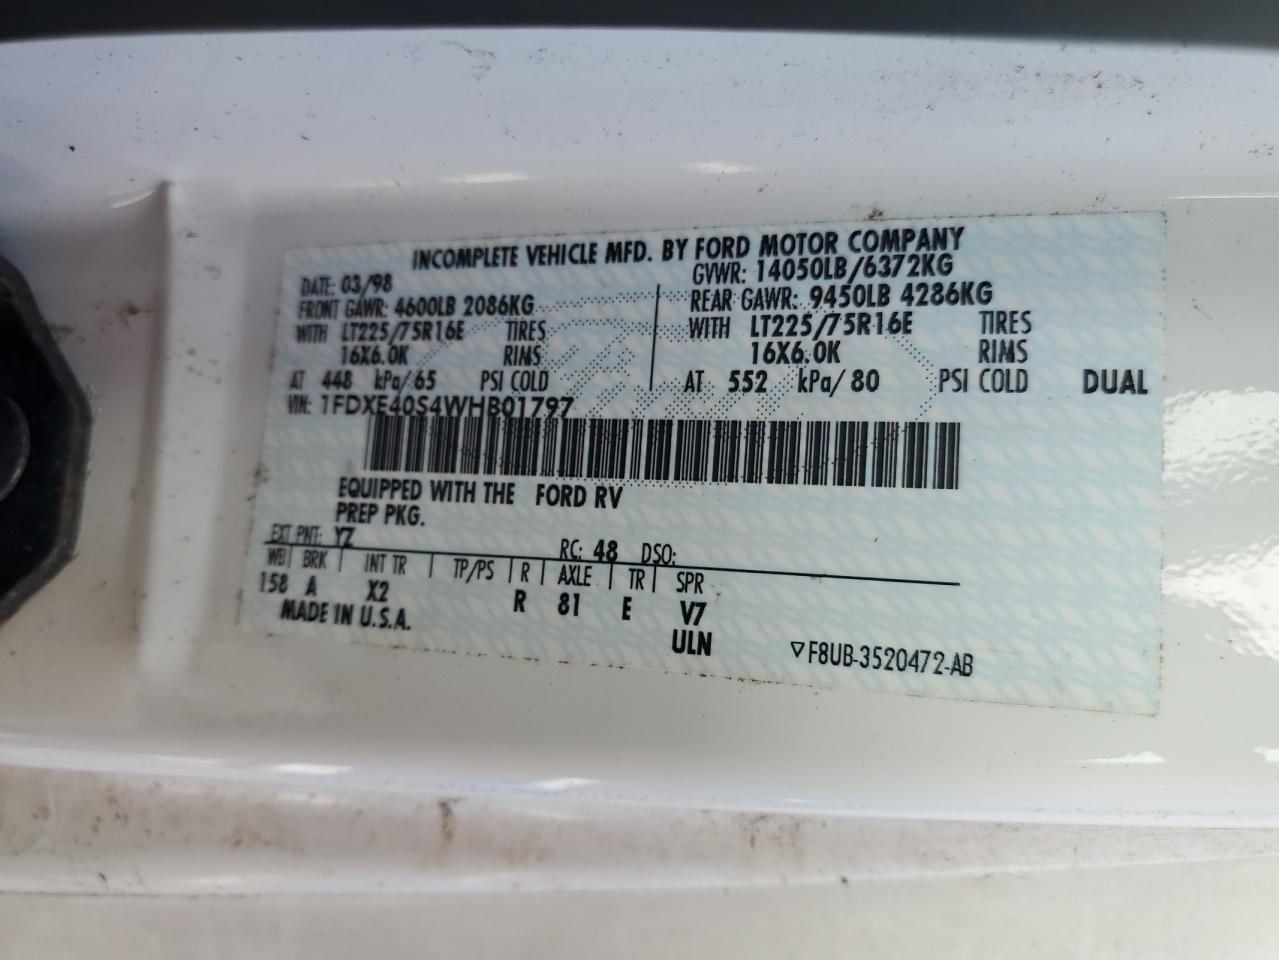 INCOMPLETE VEHICLE MFD. BY FORD MOTOR COMPANY
DATE: 03/98 GVWR: 14050LB/6372KG
FRONT GAWR: 4600LB 2086KG REAR GAWR: 9450LB 4286KG
WITH LT225/75R16E TIRES WITH LT225/75R16E TIRES
16X6.0K RIMS 16X6.0K RIMS
AT 448 kPa/65 PSI COLD AT 552 kPa/80 PSI COLD DUAL
VIN: 1FDXE40S4WHB01797
EQUIPPED WITH THE FORD RV
PREP PKG.
EXT PNT: YZ RC: 48 DSO:
WB BRK INT TR TP/PS R AXLE TR SPR
158 A X2 R 81 E V7
MADE IN U.S.A. ULN
▽F8UB-3520472-AB